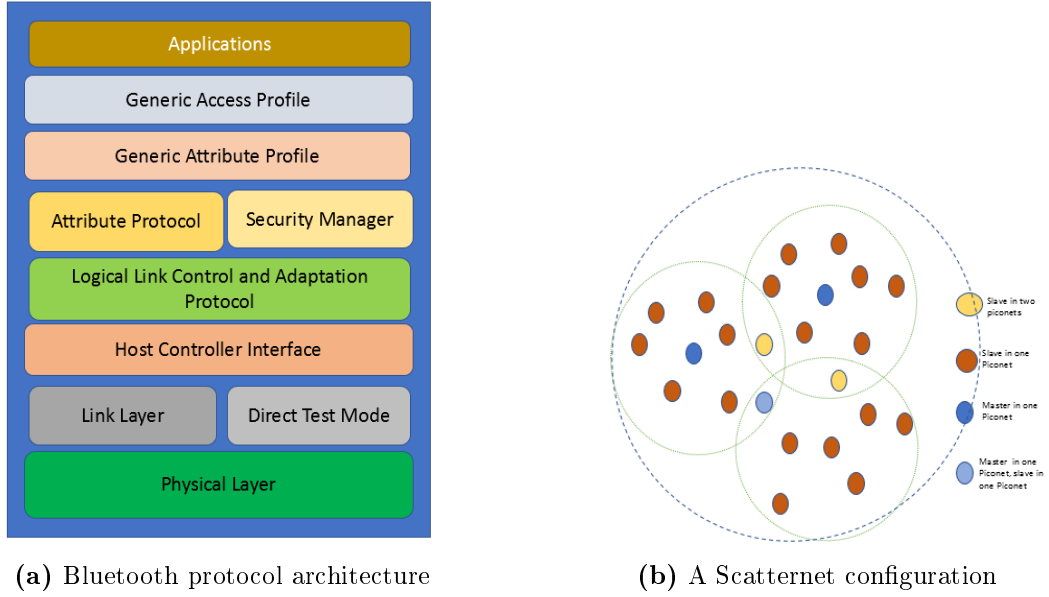 Applications
Generic Access Profile
Generic Attribute Profile
Attribute Protocol
Security Manager
Logical Link Control and Adaptation
Protocol
Host Controller Interface
Link Layer
Direct Test Mode
Physical Layer
(a) Bluetooth protocol architecture
Slave in two
piconets
Slave in one
Piconet
Master in one
Piconet
Master in one
Piconet, slave in
one Piconet
(b) A Scatternet configuration